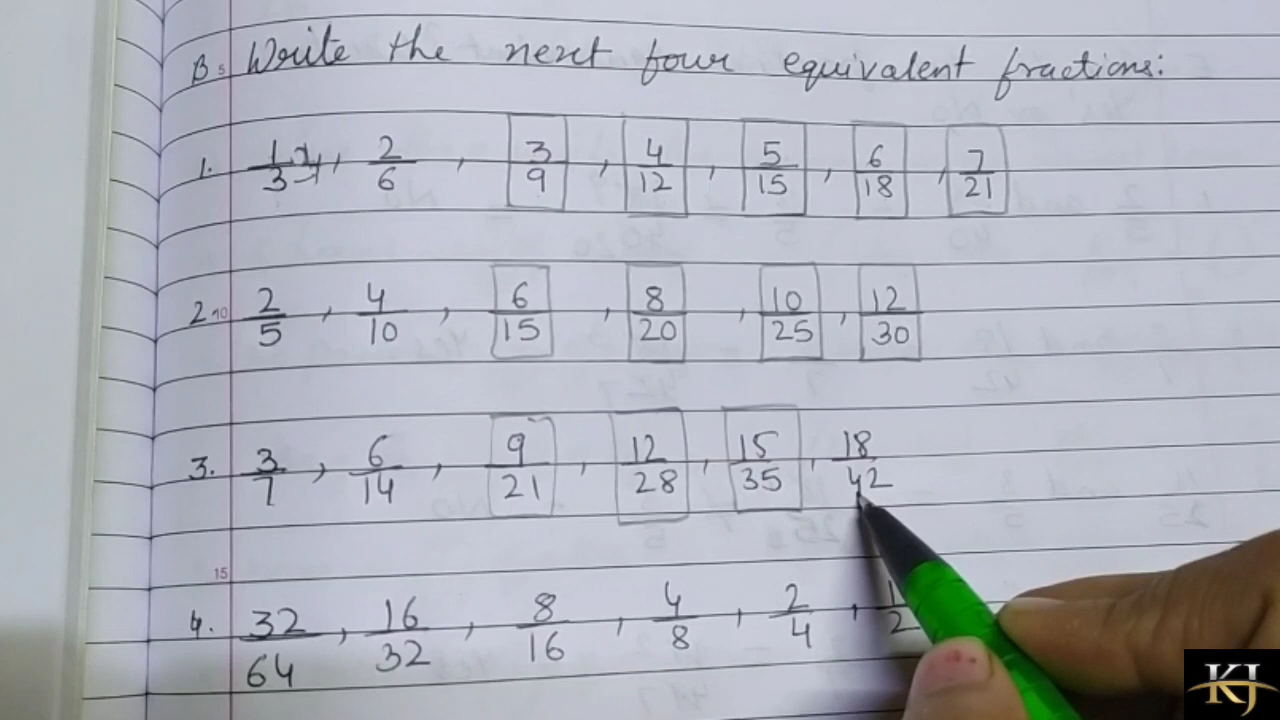 B Write the next four equivalent fractions:
1. 1/3, 2/6, 3/9, 4/12, 5/15, 6/18, 7/21
2. 2/5, 4/10, 6/15, 8/20, 10/25, 12/30
3. 3/7, 6/14, 9/21, 12/28, 15/35, 18/42
15
4. 32/64, 16/32, 8/16, 4/8, 2/4, 1/2
KJ